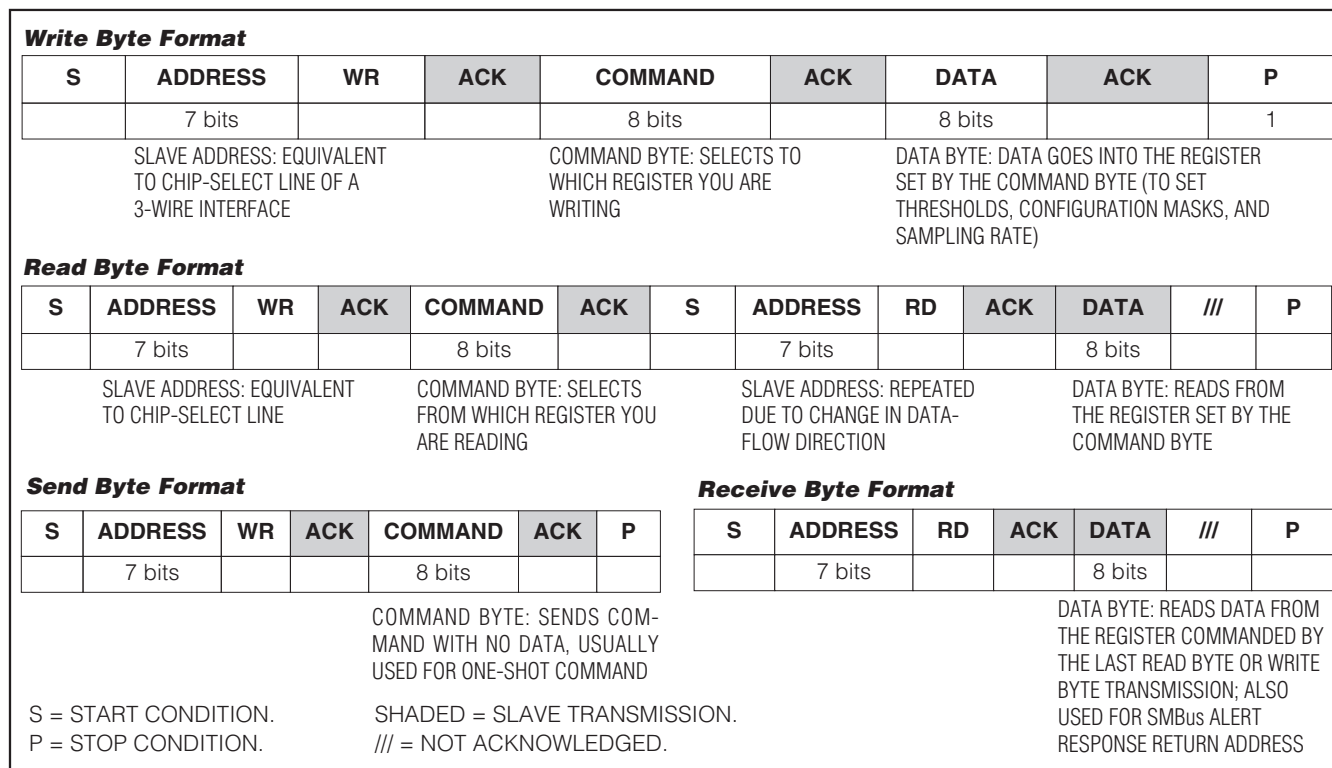 Write Byte Format
S ADDRESS WR ACK COMMAND ACK DATA ACK P
7 bits 8 bits 8 bits 1
SLAVE ADDRESS: EQUIVALENT
TO CHIP-SELECT LINE OF A
3-WIRE INTERFACE
COMMAND BYTE: SELECTS TO
WHICH REGISTER YOU ARE
WRITING
DATA BYTE: DATA GOES INTO THE REGISTER
SET BY THE COMMAND BYTE (TO SET
THRESHOLDS, CONFIGURATION MASKS, AND
SAMPLING RATE)
Read Byte Format
S ADDRESS WR ACK COMMAND ACK S ADDRESS RD ACK DATA /// P
7 bits 8 bits 7 bits 8 bits
SLAVE ADDRESS: EQUIVALENT
TO CHIP-SELECT LINE
COMMAND BYTE: SELECTS
FROM WHICH REGISTER YOU
ARE READING
SLAVE ADDRESS: REPEATED
DUE TO CHANGE IN DATA-
FLOW DIRECTION
DATA BYTE: READS FROM
THE REGISTER SET BY THE
COMMAND BYTE
Send Byte Format
S ADDRESS WR ACK COMMAND ACK P
7 bits 8 bits
COMMAND BYTE: SENDS COM-
MAND WITH NO DATA, USUALLY
USED FOR ONE-SHOT COMMAND
Receive Byte Format
S ADDRESS RD ACK DATA /// P
7 bits 8 bits
DATA BYTE: READS DATA FROM
THE REGISTER COMMANDED BY
THE LAST READ BYTE OR WRITE
BYTE TRANSMISSION; ALSO
USED FOR SMBus ALERT
RESPONSE RETURN ADDRESS
S = START CONDITION.
P = STOP CONDITION.
SHADED = SLAVE TRANSMISSION.
/// = NOT ACKNOWLEDGED.